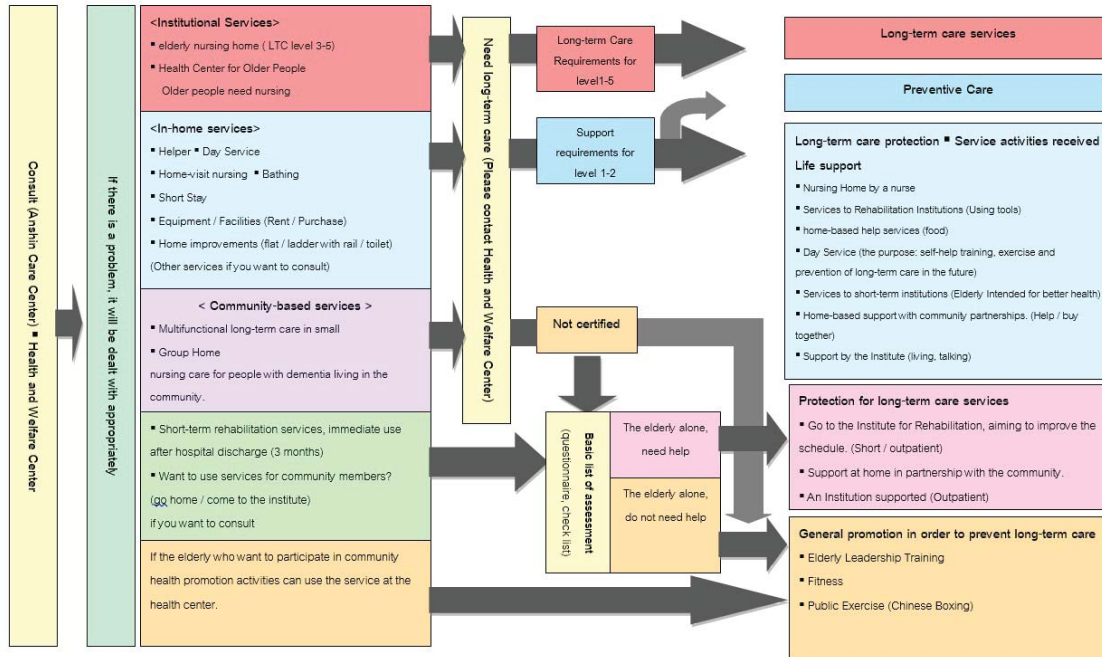 Consult (Anshin Care Center) ▪ Health and Welfare Center
If there is a problem, it will be dealt with appropriately
<Institutional Services>
▪ elderly nursing home ( LTC level 3-5)
▪ Health Center for Older People
Older people need nursing
<In-home services>
▪ Helper ▪ Day Service
▪ Home-visit nursing ▪ Bathing
▪ Short Stay
▪ Equipment / Facilities (Rent / Purchase)
▪ Home improvements (flat / ladder with rail / toilet)
(Other services if you want to consult)
< Community-based services >
▪ Multifunctional long-term care in small
▪ Group Home
nursing care for people with dementia living in the
community.
▪ Short-term rehabilitation services, immediate use
after hospital discharge (3 months)
▪ Want to use services for community members?
(go home / come to the institute)
if you want to consult
If the elderly who want to participate in community
health promotion activities can use the service at the
health center.
Need long-term care (Please contact Health and Welfare Center)
Long-term Care
Requirements for
level1-5
Support
requirements for
level 1-2
Not certified
Basic list of assessment
(questionnaire, check list)
The elderly alone,
need help
The elderly alone,
do not need help
Long-term care services
Preventive Care
Long-term care protection ▪ Service activities received
Life support
▪ Nursing Home by a nurse
▪ Services to Rehabilitation Institutions (Using tools)
▪ home-based help services (food)
▪ Day Service (the purpose: self-help training, exercise and
prevention of long-term care in the future)
▪ Services to short-term institutions (Elderly Intended for better health)
▪ Home-based support with community partnerships. (Help / buy
together)
▪ Support by the Institute (living, talking)
Protection for long-term care services
▪ Go to the Institute for Rehabilitation, aiming to improve the
schedule. (Short / outpatient)
▪ Support at home in partnership with the community.
▪ An Institution supported (Outpatient)
General promotion in order to prevent long-term care
▪ Elderly Leadership Training
▪ Fitness
▪ Public Exercise (Chinese Boxing)